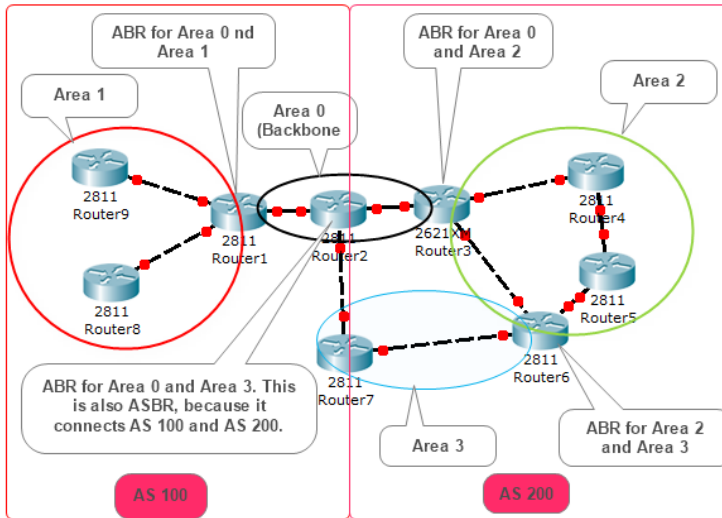 ABR for Area 0 nd
Area 1
ABR for Area 0
and Area 2
Area 1
Area 0
(Backbone
Area 2
2811
Router9
2811
Router1
2811
Router2
2621XM
Router3
2811
Router4
2811
Router8
2811
Router5
2811
Router7
2811
Router6
ABR for Area 0 and Area 3. This
is also ASBR, because it
connects AS 100 and AS 200.
Area 3
ABR for Area 2
and Area 3
AS 100
AS 200